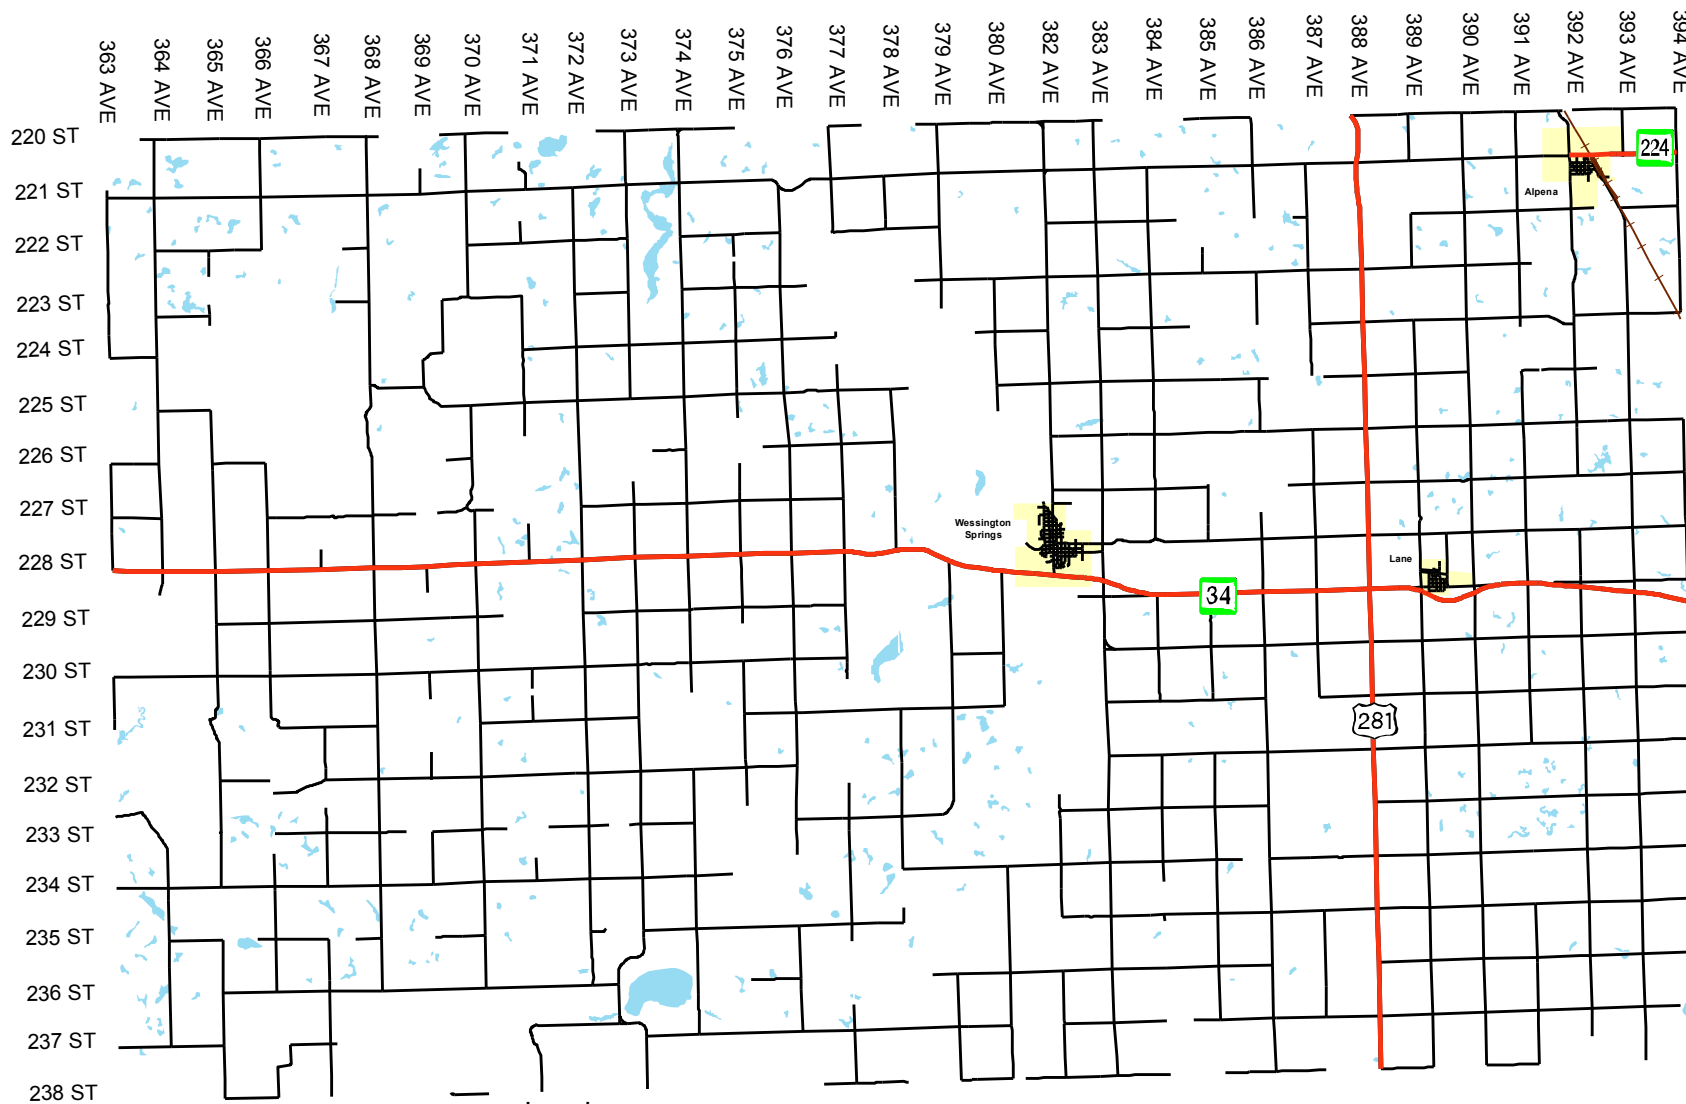 363 AVE
364 AVE
365 AVE
366 AVE
367 AVE
368 AVE
369 AVE
370 AVE
371 AVE
372 AVE
373 AVE
374 AVE
375 AVE
376 AVE
377 AVE
378 AVE
379 AVE
380 AVE
382 AVE
383 AVE
384 AVE
385 AVE
386 AVE
387 AVE
388 AVE
389 AVE
390 AVE
391 AVE
392 AVE
393 AVE
394 AVE
220 ST
224
221 ST
Alpena
222 ST
223 ST
224 ST
225 ST
226 ST
227 ST
Wessington
Springs
228 ST
Lane
34
229 ST
230 ST
281
231 ST
232 ST
233 ST
234 ST
235 ST
236 ST
237 ST
238 ST